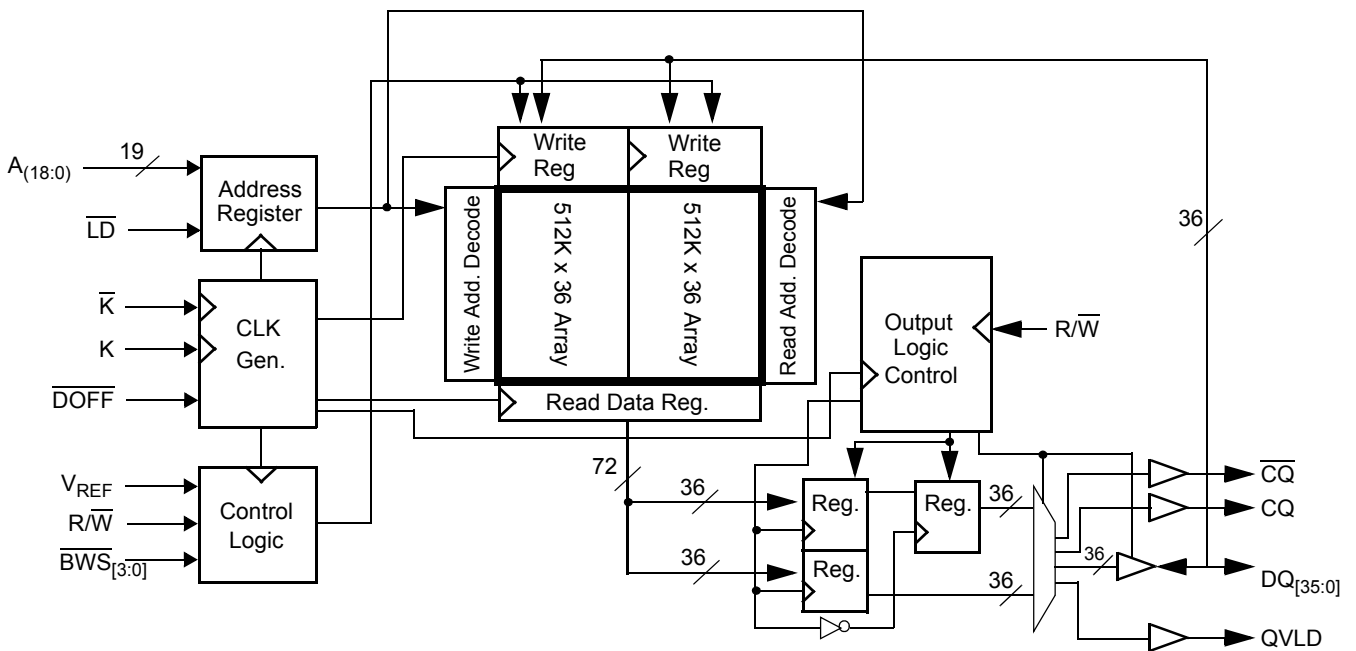 A(18:0)
19
LD
K
K
DOFF
VREF
R/W
BWS[3:0]
Address
Register
CLK
Gen.
Control
Logic
Write
Reg
Write
Reg
Write Add. Decode
512K x 36 Array
512K x 36 Array
Read Add. Decode
Read Data Reg.
72
36
36
Output
Logic
Control
R/W
36
Reg.
Reg.
Reg.
36
36
36
CQ
CQ
DQ[35:0]
QVLD